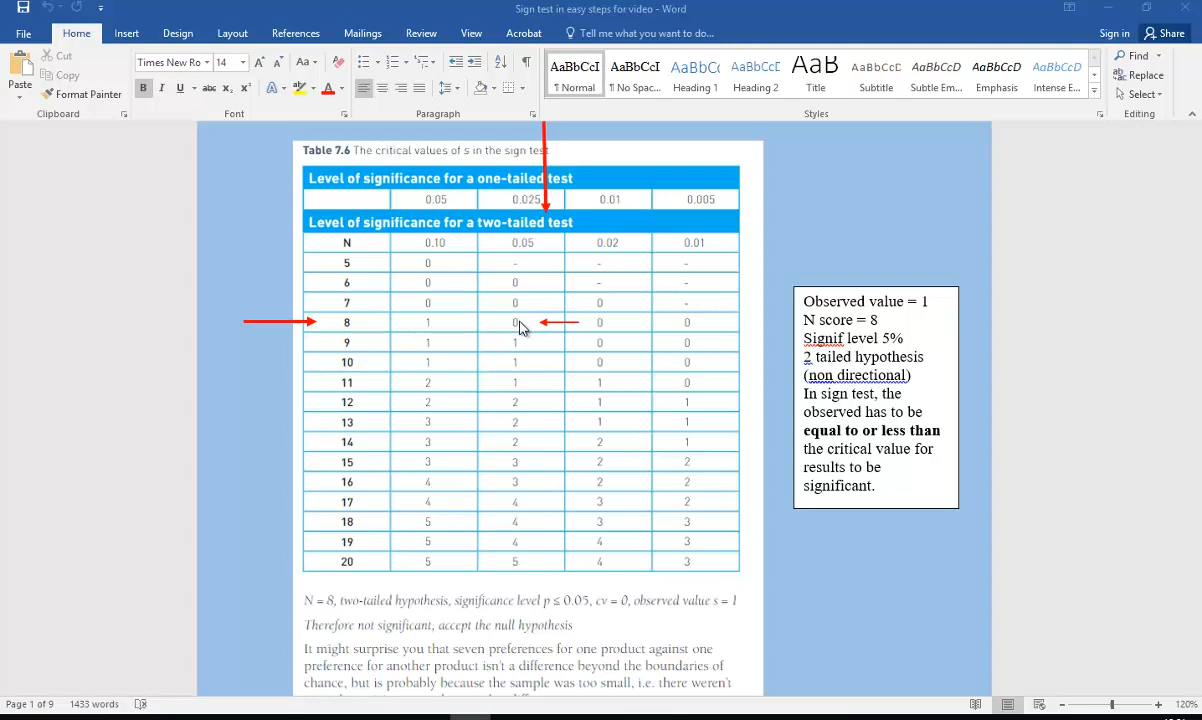 Sign test in easy steps for video - Word
File Home Insert Design Layout References Mailings Review View Acrobat Tell me what you want to do... Sign in Share
Paste
Cut
Copy
Format Painter
Clipboard
Times New Ro 14 Aa
B I U abc x₂ x² A A
Font
Paragraph
AaBbCcI AaBbCcI AaBbCc AaBbCcI AaB AaBbCcD AaBbCcD AaBbCcD AaBbCcD
¶ Normal ¶ No Spac... Heading 1 Heading 2 Title Subtitle Subtle Em... Emphasis Intense E...
Styles
Find
Replace
Select
Editing
Table 7.6 The critical values of s in the sign test
Level of significance for a one-tailed test
0.05 0.025 0.01 0.005
Level of significance for a two-tailed test
N 0.10 0.05 0.02 0.01
5 0 - - -
6 0 0 - -
7 0 0 0 -
8 1 0 0 0
9 1 1 0 0
10 1 1 0 0
11 2 1 1 0
12 2 2 1 1
13 3 2 1 1
14 3 2 2 1
15 3 3 2 2
16 4 3 2 2
17 4 4 3 2
18 5 4 3 3
19 5 4 4 3
20 5 5 4 3
N = 8, two-tailed hypothesis, significance level p ≤ 0.05, cv = 0, observed value s = 1
Therefore not significant, accept the null hypothesis
It might surprise you that seven preferences for one product against one
preference for another product isn't a difference beyond the boundaries of
chance, but is probably because the sample was too small, i.e. there weren't
Observed value = 1
N score = 8
Signif level 5%
2 tailed hypothesis
(non directional)
In sign test, the
observed has to be
equal to or less than
the critical value for
results to be
significant.
Page 1 of 9 1433 words 120%